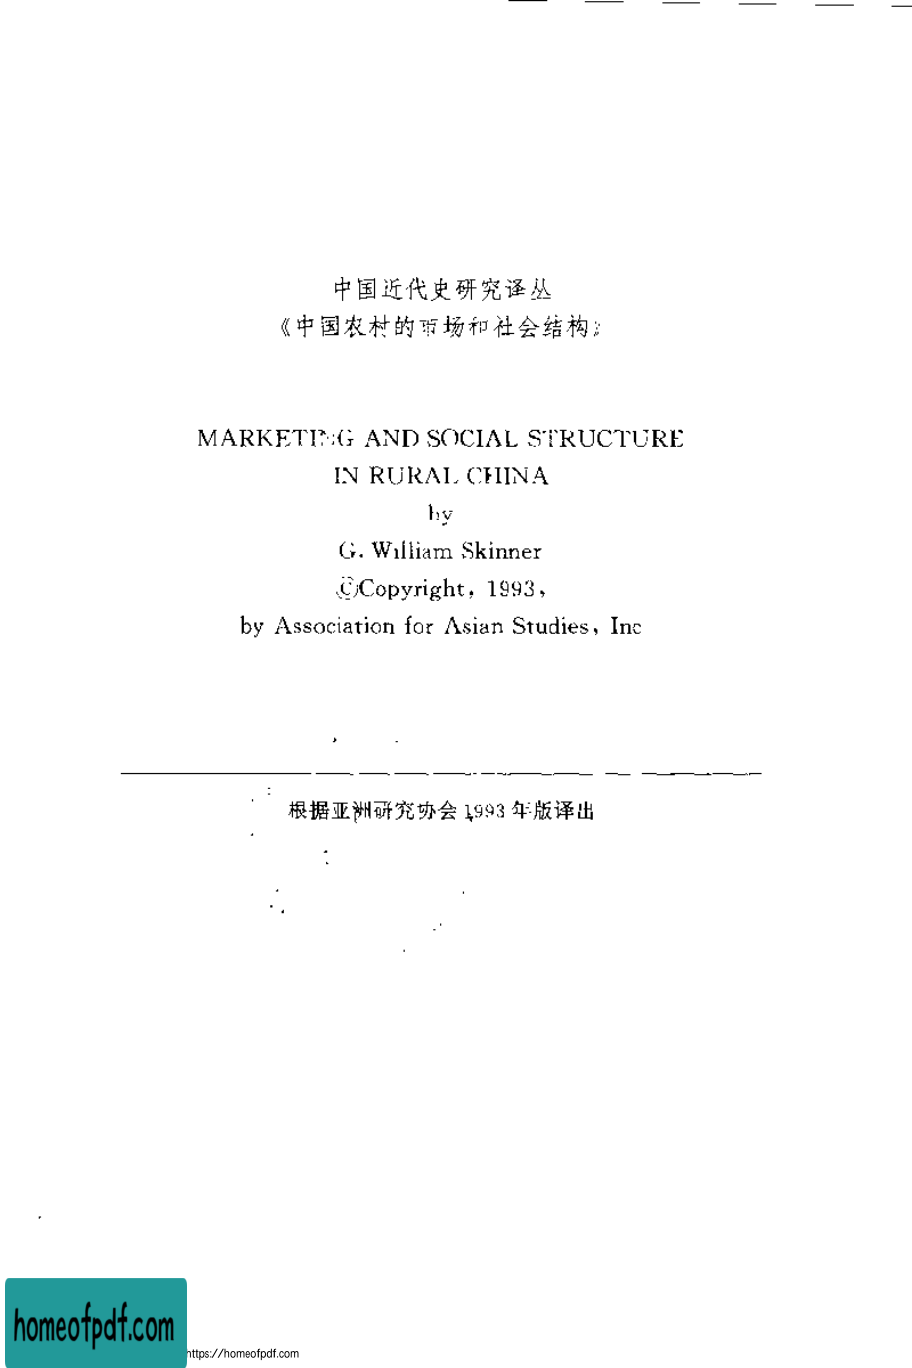 中国近代史研究译丛
《中国农村的市场和社会结构》
MARKETING AND SOCIAL STRUCTURE
IN RURAL CHINA
by
G. William Skinner
©Copyright, 1993,
by Association for Asian Studies, Inc
根据亚洲研究协会 1993 年版译出
homeofpdf.com
https://homeofpdf.com